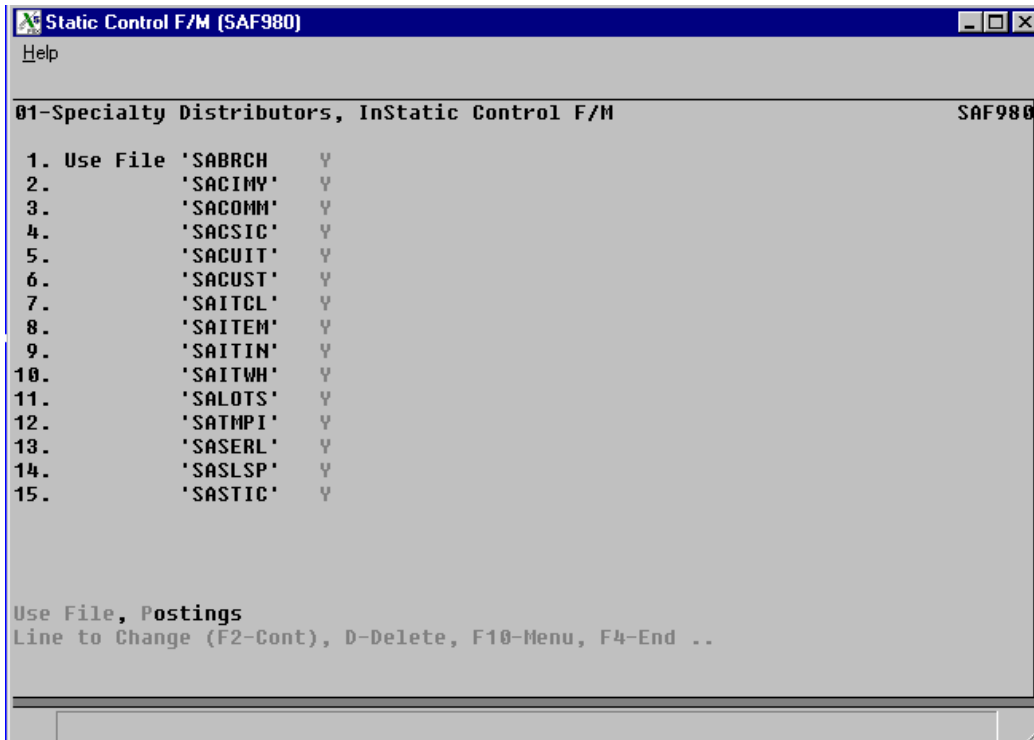 Static Control F/M (SAF980)
Help
01-Specialty Distributors, InStatic Control F/M SAF980
1. Use File 'SABRCH Y
2. 'SACIMY' Y
3. 'SACOMM' Y
4. 'SACSIC' Y
5. 'SACUIT' Y
6. 'SACUST' Y
7. 'SAITCL' Y
8. 'SAITEM' Y
9. 'SAITIN' Y
10. 'SAITWH' Y
11. 'SALOTS' Y
12. 'SATMPI' Y
13. 'SASERL' Y
14. 'SASLSP' Y
15. 'SASTIC' Y
Use File, Postings
Line to Change (F2-Cont), D-Delete, F10-Menu, F4-End ..